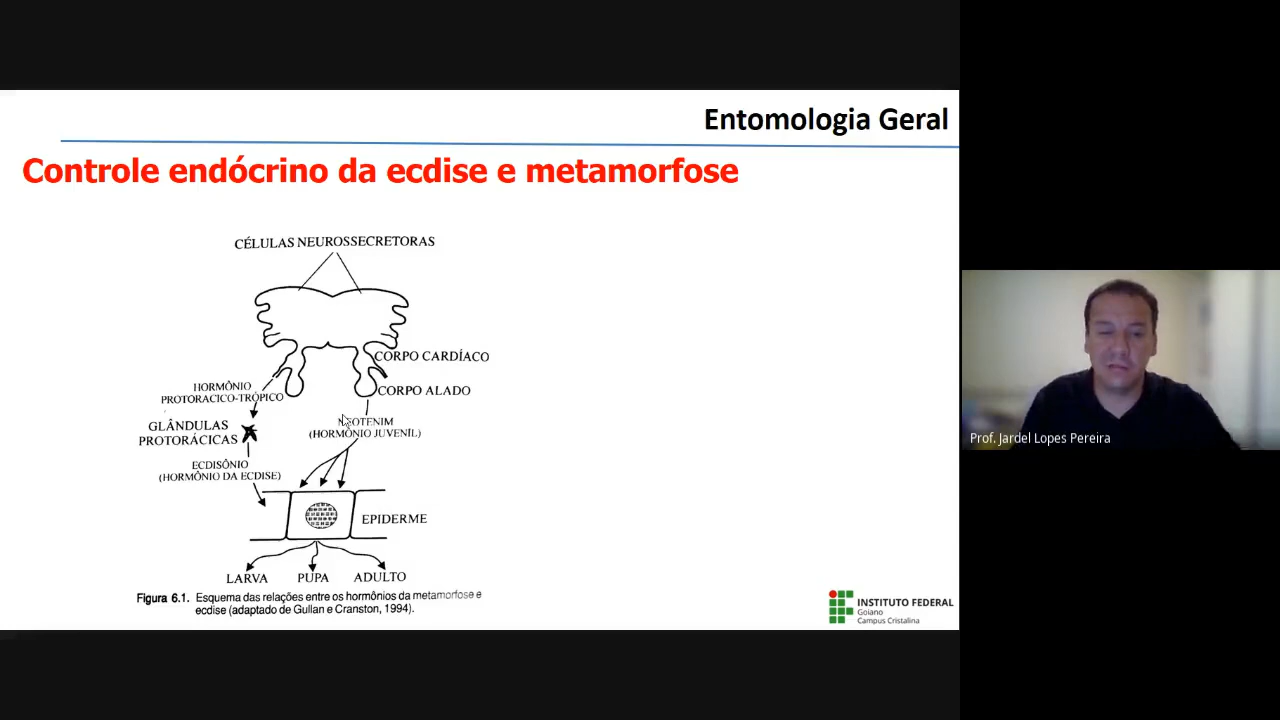 Entomologia Geral
Controle endócrino da ecdise e metamorfose
CÉLULAS NEUROSSECRETORAS
CORPO CARDÍACO
HORMÔNIO
PROTORACICO-TRÓPICO
CORPO ALADO
GLÂNDULAS
PROTORÁCICAS
NEOTENIM
(HORMÔNIO JUVENIL)
ECDISÔNIO
(HORMÔNIO DA ECDISE)
EPIDERME
LARVA PUPA ADULTO
Figura 6.1. Esquema das relações entre os hormônios da metamorfose e
ecdise (adaptado de Gullan e Cranston, 1994).
INSTITUTO FEDERAL
Goiano
Campus Cristalina
Prof. Jardel Lopes Pereira